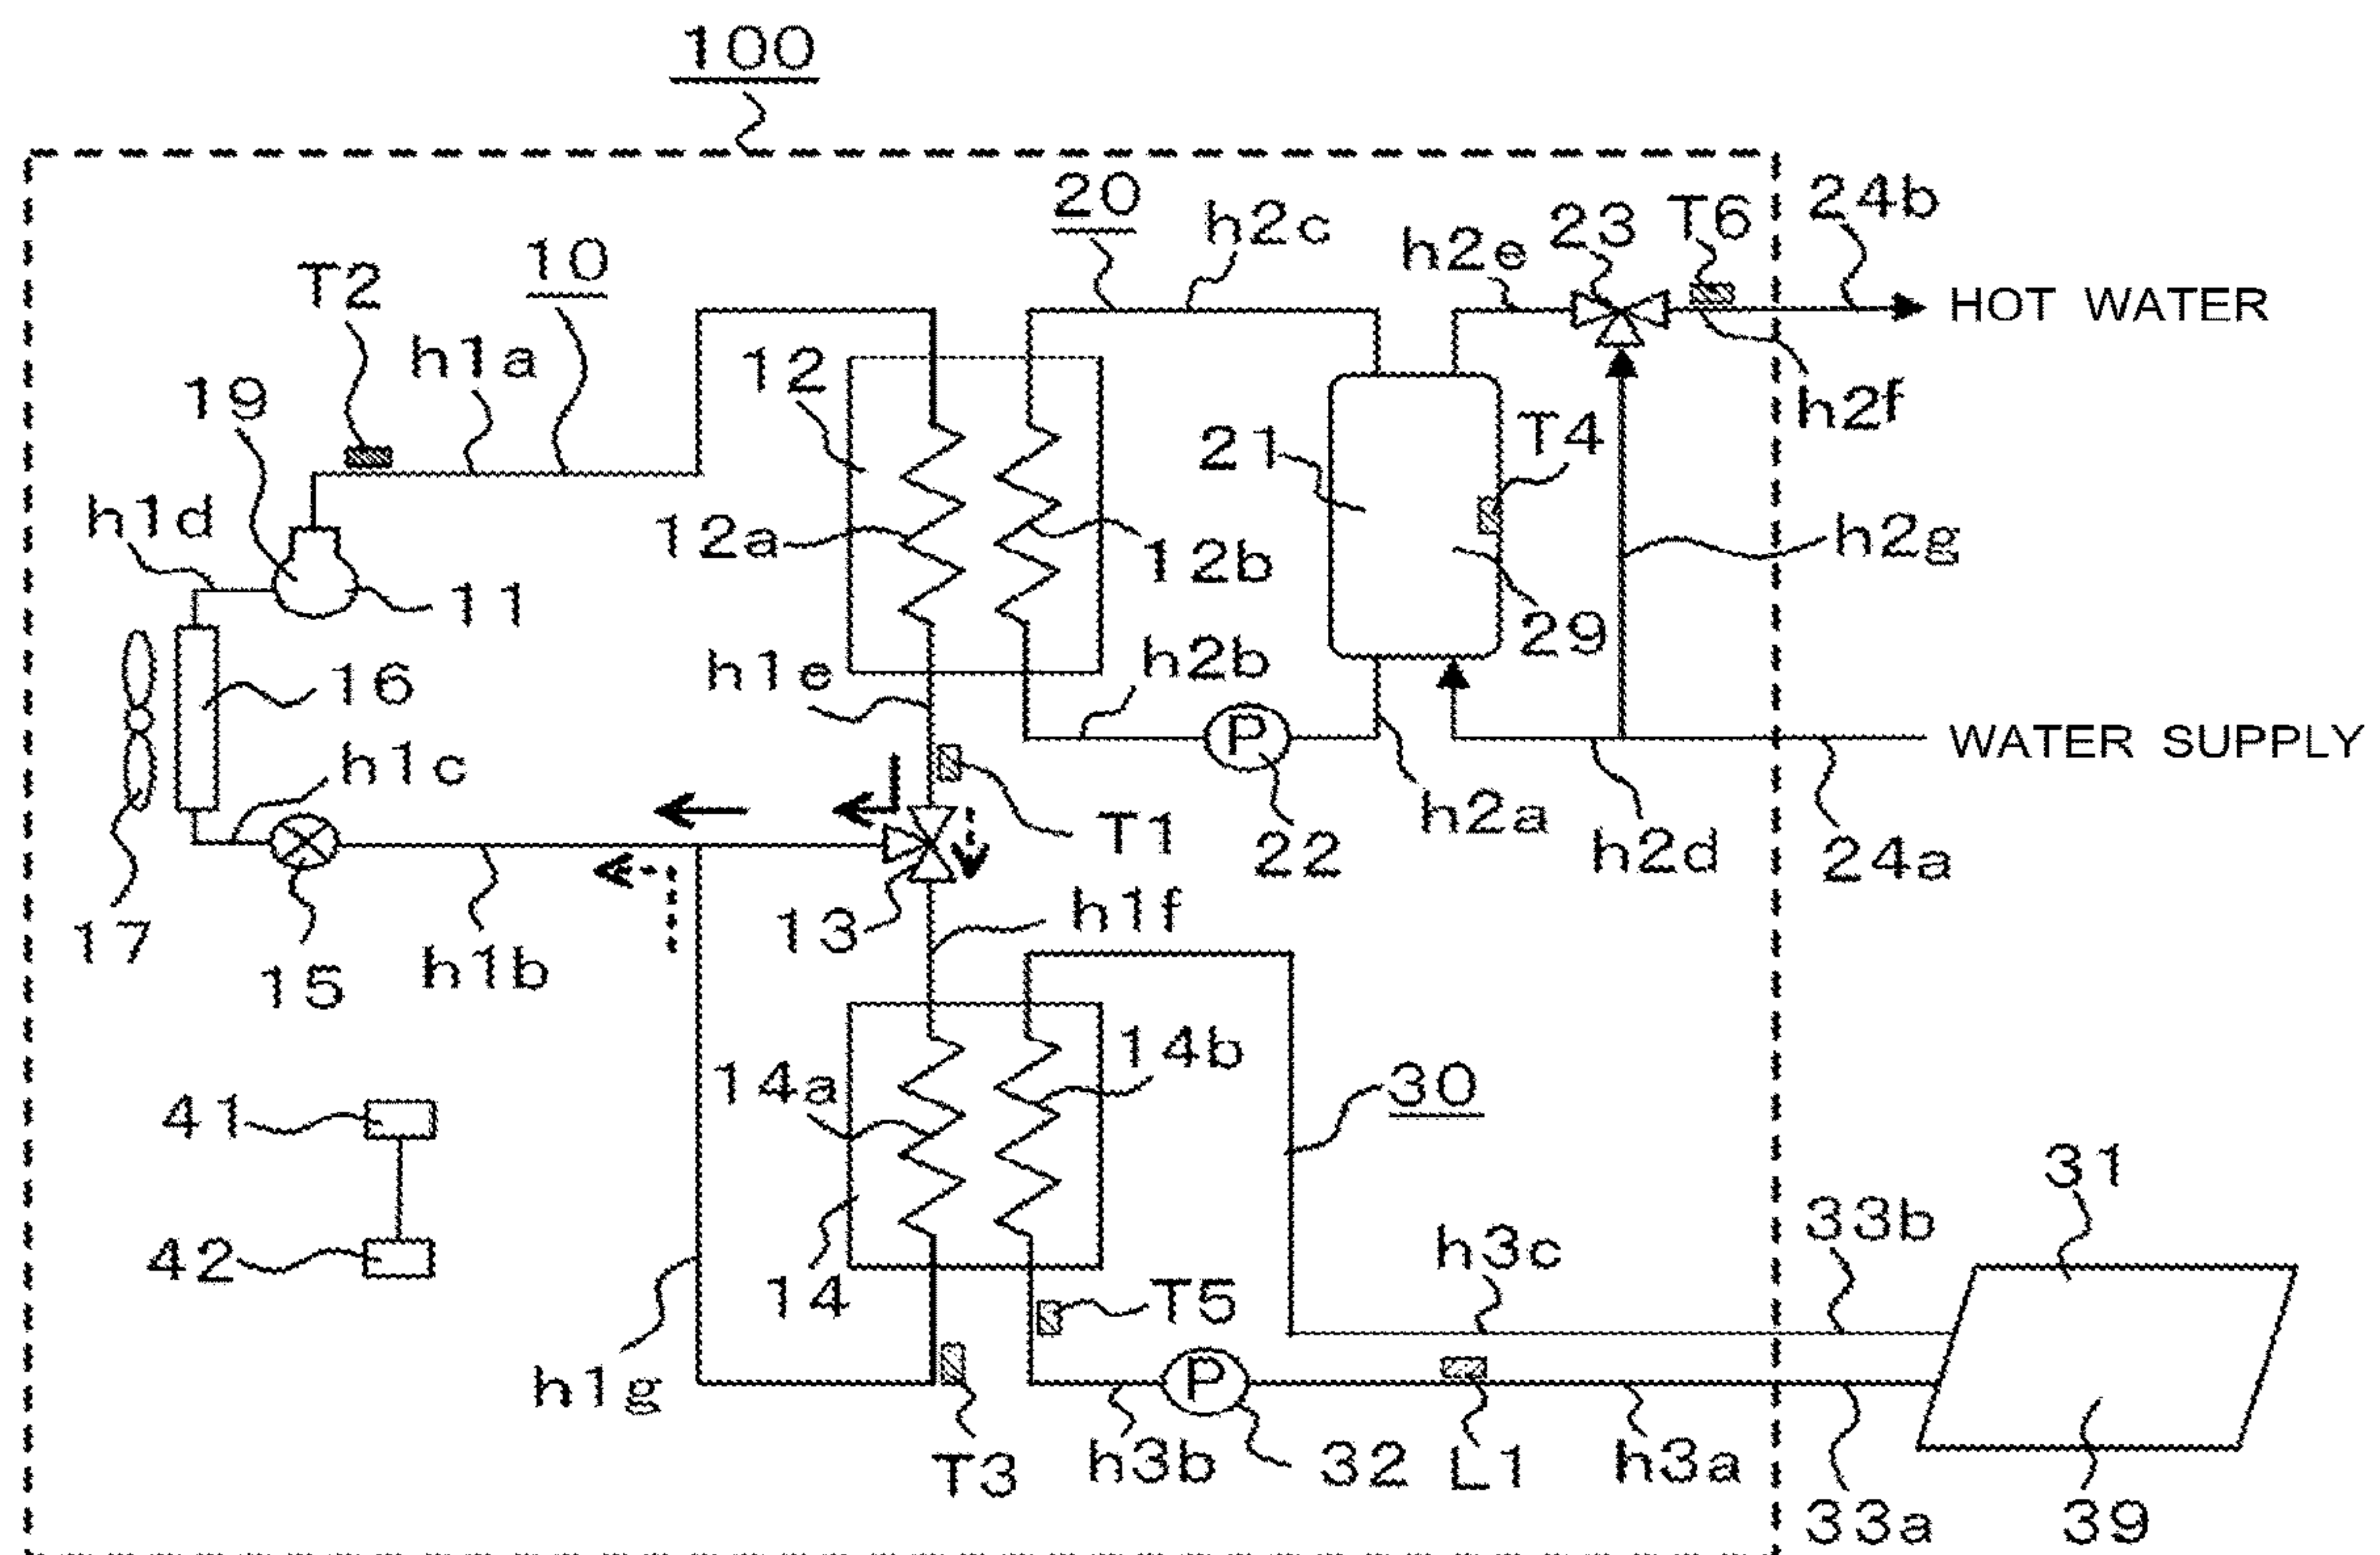 100
20
h2c
h2e
23
T6
24b
T2
10
HOT WATER
h1a
12
19
h2f
21
T4
h1d
12a
12b
h2g
11
29
16
h1e
h2b
P
WATER SUPPLY
h1c
T1
22
h2a
h2d
24a
17
13
h1f
15
h1b
14a
14b
30
41
31
42
14
h3c
33b
T5
h1g
P
T3
h3b
32
L1
h3a
33a
39